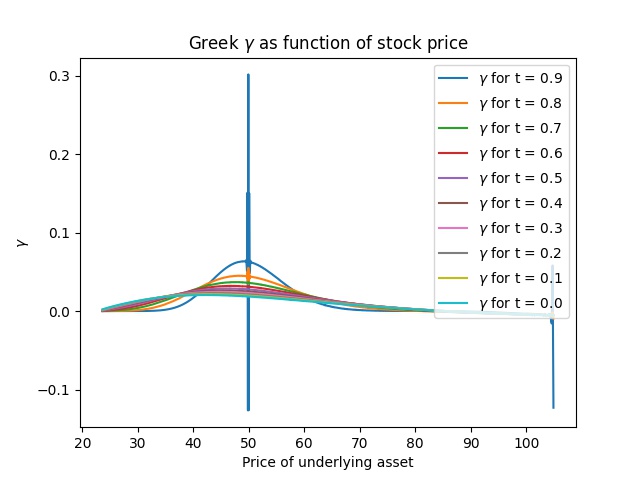 Greek γ as function of stock price
0.3
0.2
0.1
0.0
−0.1
γ
γ for t = 0.9
γ for t = 0.8
γ for t = 0.7
γ for t = 0.6
γ for t = 0.5
γ for t = 0.4
γ for t = 0.3
γ for t = 0.2
γ for t = 0.1
γ for t = 0.0
20 30 40 50 60 70 80 90 100
Price of underlying asset